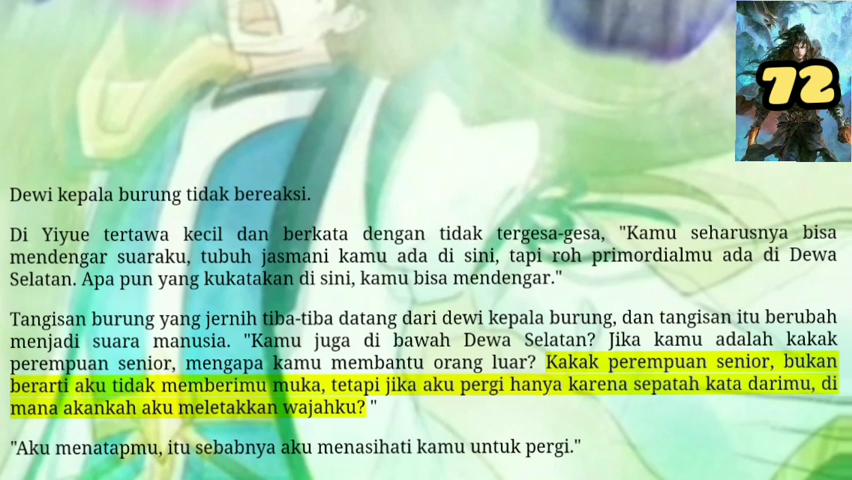 72
Dewi kepala burung tidak bereaksi.
Di Yiyue tertawa kecil dan berkata dengan tidak tergesa-gesa, "Kamu seharusnya bisa
mendengar suaraku, tubuh jasmani kamu ada di sini, tapi roh primordialmu ada di Dewa
Selatan. Apa pun yang kukatakan di sini, kamu bisa mendengar."
Tangisan burung yang jernih tiba-tiba datang dari dewi kepala burung, dan tangisan itu berubah
menjadi suara manusia. "Kamu juga di bawah Dewa Selatan? Jika kamu adalah kakak
perempuan senior, mengapa kamu membantu orang luar? Kakak perempuan senior, bukan
berarti aku tidak memberimu muka, tetapi jika aku pergi hanya karena sepatah kata darimu, di
mana akankah aku meletakkan wajahku? "
"Aku menatapmu, itu sebabnya aku menasihati kamu untuk pergi."